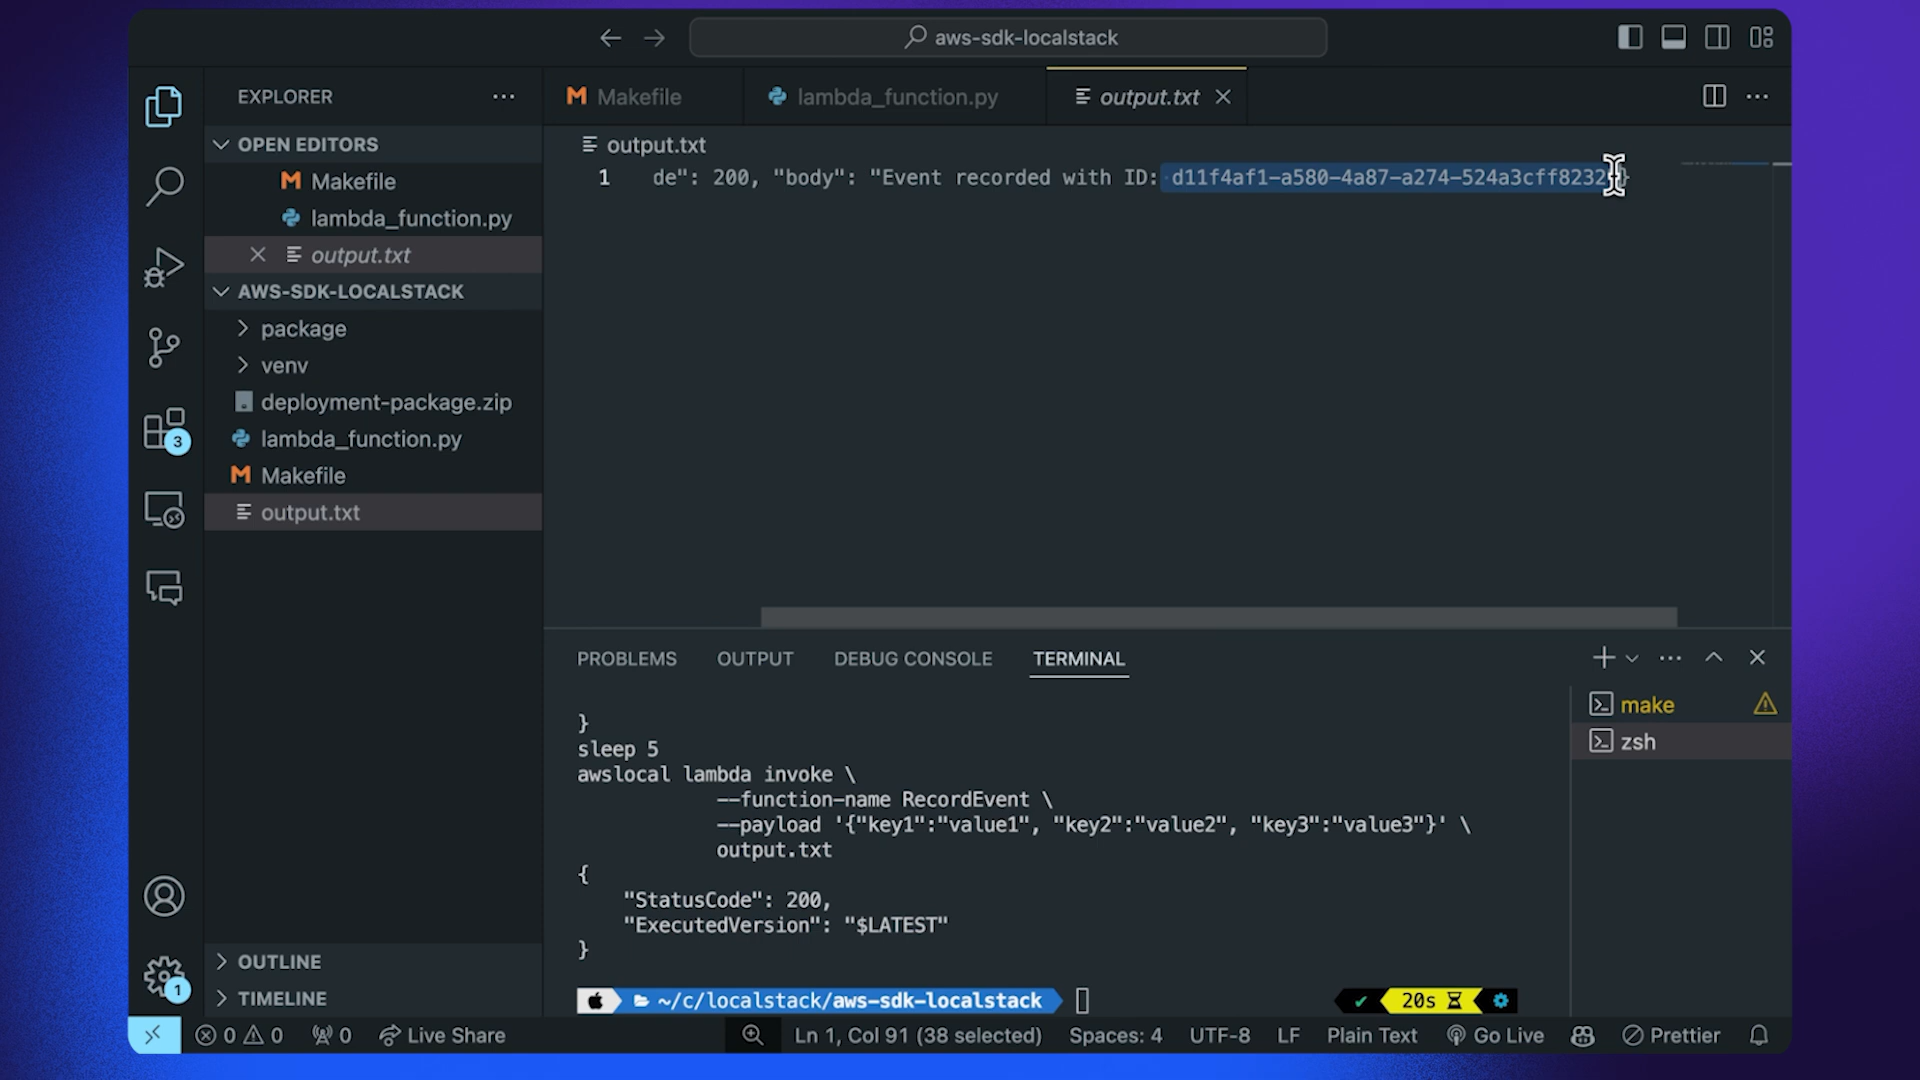 aws-sdk-localstack
EXPLORER
Makefile
lambda_function.py
output.txt
OPEN EDITORS
Makefile
lambda_function.py
output.txt
AWS-SDK-LOCALSTACK
package
venv
deployment-package.zip
lambda_function.py
Makefile
output.txt
OUTLINE
TIMELINE
3
1
output.txt
1 de": 200, "body": "Event recorded with ID: d11f4af1-a580-4a87-a274-524a3cff8232
PROBLEMS OUTPUT DEBUG CONSOLE TERMINAL
make
zsh
}
sleep 5
awslocal lambda invoke \
--function-name RecordEvent \
--payload '{"key1":"value1", "key2":"value2", "key3":"value3"}' \
output.txt
{
"StatusCode": 200,
"ExecutedVersion": "$LATEST"
}
~/c/localstack/aws-sdk-localstack
20s
0 0 0 Live Share Ln 1, Col 91 (38 selected) Spaces: 4 UTF-8 LF Plain Text Go Live Prettier